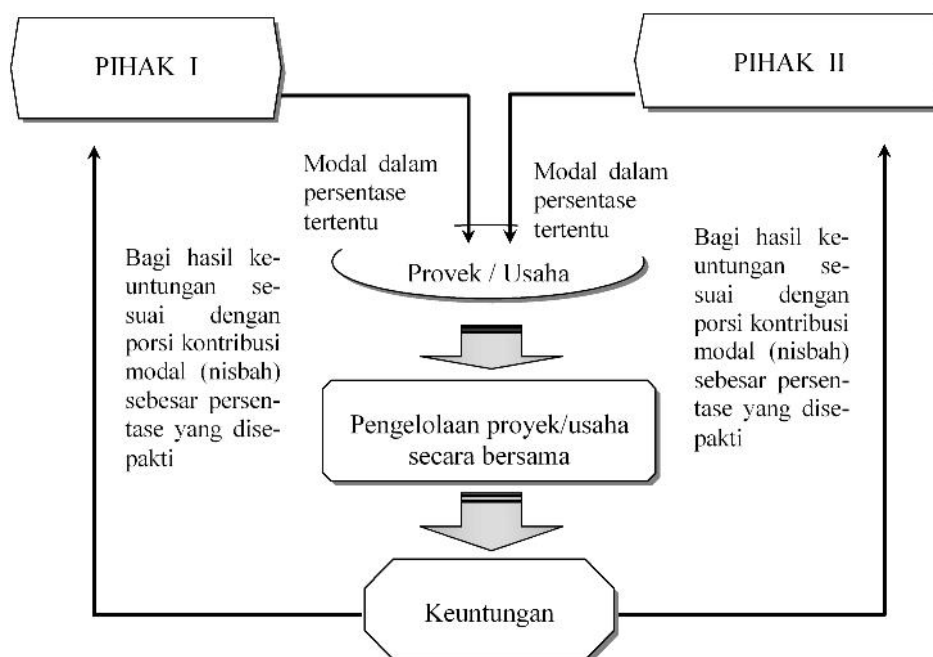 PIHAK I
PIHAK II
Modal dalam
persentase
tertentu
Modal dalam
persentase
tertentu
Provek / Usaha
Bagi hasil ke-
untungan se-
suai dengan
porsi kontribusi
modal (nisbah)
sebesar persen-
tase yang dise-
pakti
Bagi hasil ke-
untungan se-
suai dengan
porsi kontribusi
modal (nisbah)
sebesar persen-
tase yang dise-
pakti
Pengelolaan proyek/usaha
secara bersama
Keuntungan